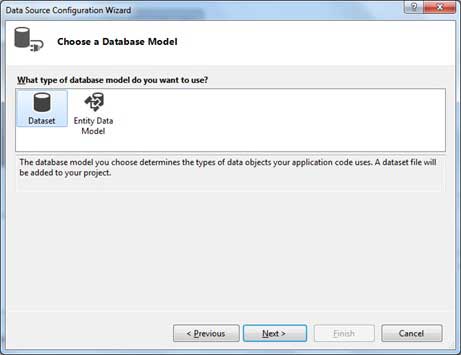 Data Source Configuration Wizard
?
Choose a Database Model
What type of database model do you want to use?
Dataset
Entity Data
Model
The database model you choose determines the types of data objects your application code uses. A dataset file will
be added to your project.
< Previous
Next >
Finish
Cancel